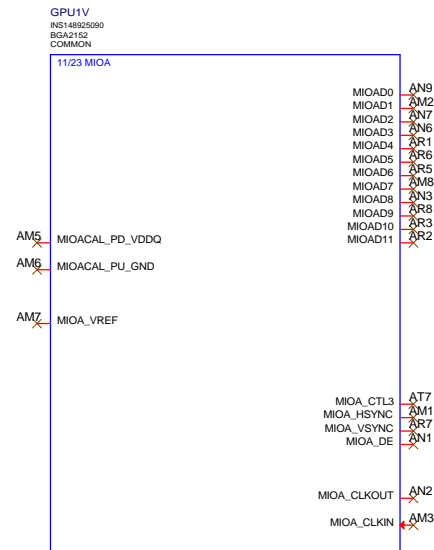 GPU1V
INS148925090
BGA2152
COMMON
11/23 MIOA
MIOAD0 AN9
MIOAD1 AM2
MIOAD2 AN7
MIOAD3 AN6
MIOAD4 AR1
MIOAD5 AR6
MIOAD6 AR5
MIOAD7 AM8
MIOAD8 AN3
MIOAD9 AR8
MIOAD10 AR3
MIOAD11 AR2
AM5 MIOACAL_PD_VDDQ
AM6 MIOACAL_PU_GND
AM7 MIOA_VREF
MIOA_CTL3 AT7
MIOA_HSYNC AM1
MIOA_VSYNC AR7
MIOA_DE AN1
MIOA_CLKOUT AN2
MIOA_CLKIN AM3